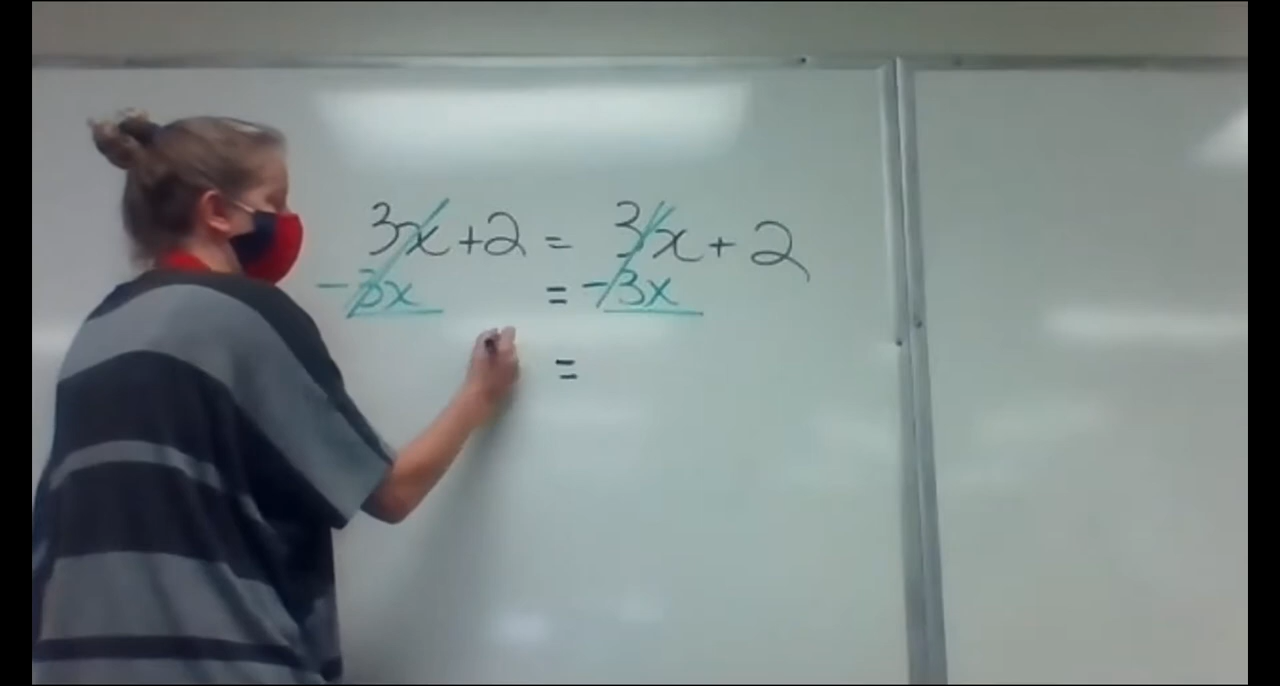 3x + 2 = 3x + 2
-3x = -3x
=